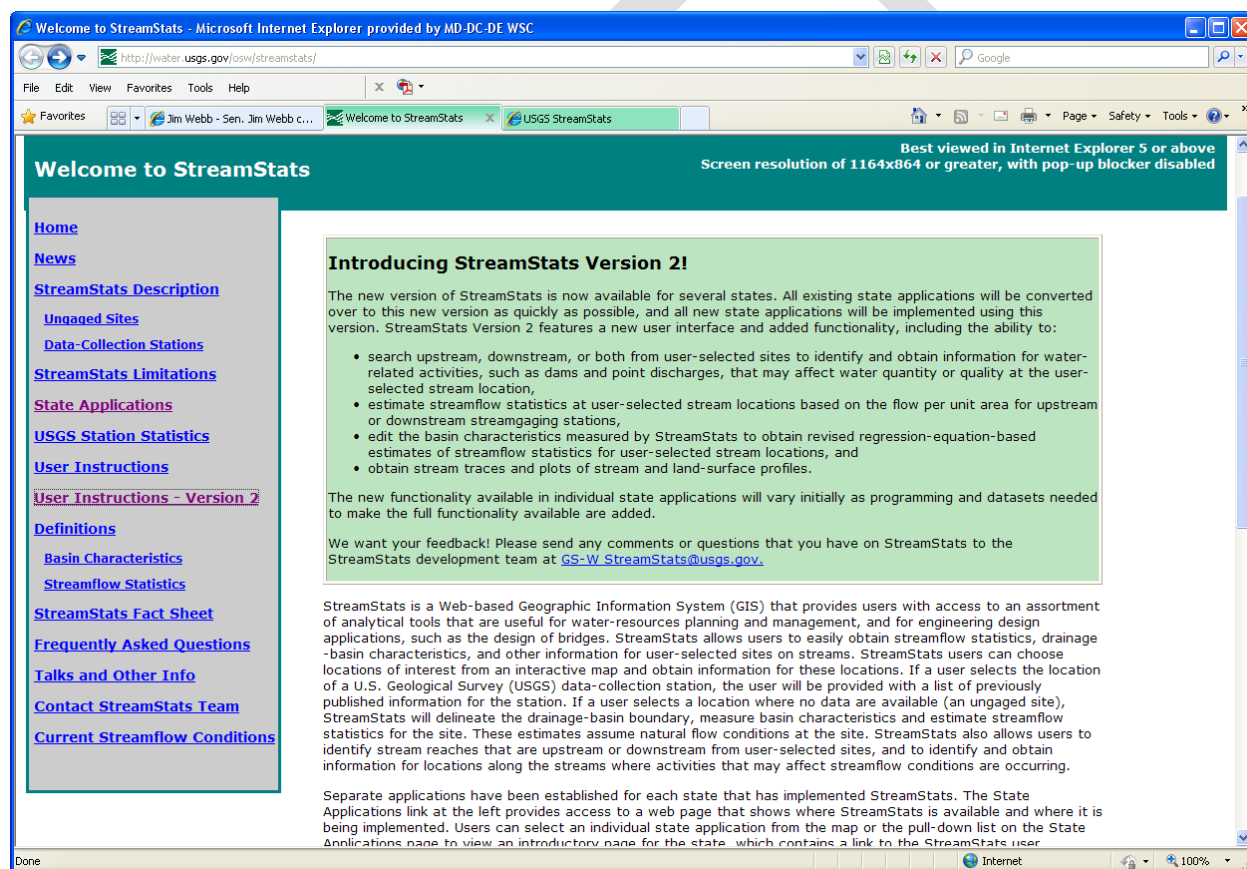 Welcome to StreamStats - Microsoft Internet Explorer provided by MD-DC-DE WSC
http://water.usgs.gov/osw/streamstats/
Google
File Edit View Favorites Tools Help
x
Favorites
Jim Webb - Sen. Jim Webb c...
Welcome to StreamStats
X
USGS StreamStats
Page
Safety
Tools
»
Welcome to StreamStats
Best viewed in Internet Explorer 5 or above
Screen resolution of 1164x864 or greater, with pop-up blocker disabled
Home
News
StreamStats Description
Ungaged Sites
Data-Collection Stations
StreamStats Limitations
State Applications
USGS Station Statistics
User Instructions
User Instructions - Version 2
Definitions
Basin Characteristics
Streamflow Statistics
StreamStats Fact Sheet
Frequently Asked Questions
Talks and Other Info
Contact StreamStats Team
Current Streamflow Conditions
Introducing StreamStats Version 2!
The new version of StreamStats is now available for several states. All existing state applications will be converted
over to this new version as quickly as possible, and all new state applications will be implemented using this
version. StreamStats Version 2 features a new user interface and added functionality, including the ability to:
• search upstream, downstream, or both from user-selected sites to identify and obtain information for water-
related activities, such as dams and point discharges, that may affect water quantity or quality at the user-
selected stream location,
• estimate streamflow statistics at user-selected stream locations based on the flow per unit area for upstream
or downstream streamgaging stations,
• edit the basin characteristics measured by StreamStats to obtain revised regression-equation-based
estimates of streamflow statistics for user-selected stream locations, and
• obtain stream traces and plots of stream and land-surface profiles.
The new functionality available in individual state applications will vary initially as programming and datasets needed
to make the full functionality available are added.
We want your feedback! Please send any comments or questions that you have on StreamStats to the
StreamStats development team at GS-W StreamStats@usgs.gov.
StreamStats is a Web-based Geographic Information System (GIS) that provides users with access to an assortment
of analytical tools that are useful for water-resources planning and management, and for engineering design
applications, such as the design of bridges. StreamStats allows users to easily obtain streamflow statistics, drainage
-basin characteristics, and other information for user-selected sites on streams. StreamStats users can choose
locations of interest from an interactive map and obtain information for these locations. If a user selects the location
of a U.S. Geological Survey (USGS) data-collection station, the user will be provided with a list of previously
published information for the station. If a user selects a location where no data are available (an ungaged site),
StreamStats will delineate the drainage-basin boundary, measure basin characteristics and estimate streamflow
statistics for the site. These estimates assume natural flow conditions at the site. StreamStats also allows users to
identify stream reaches that are upstream or downstream from user-selected sites, and to identify and obtain
information for locations along the streams where activities that may affect streamflow conditions are occurring.
Separate applications have been established for each state that has implemented StreamStats. The State
Applications link at the left provides access to a web page that shows where StreamStats is available and where it is
being implemented. Users can select an individual state application from the map or the pull-down list on the State
Applications page to view an introductory page for the state, which contains a link to the StreamStats user
Done
Internet
100%